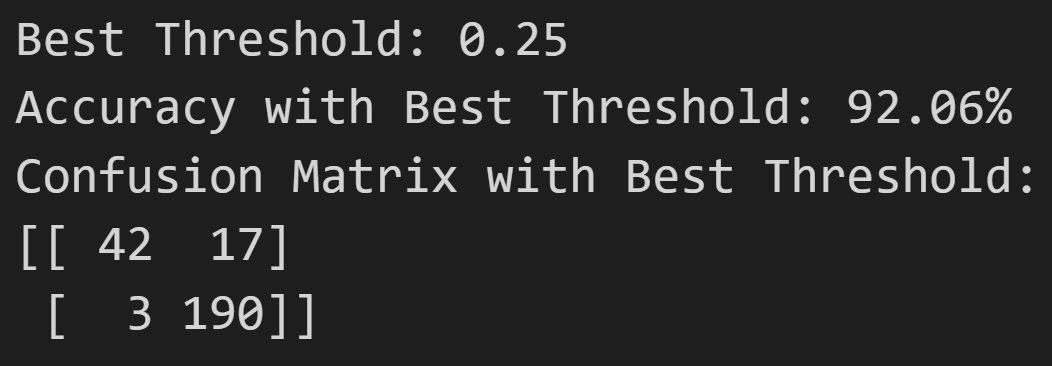 Best Threshold: 0.25
Accuracy with Best Threshold: 92.06%
Confusion Matrix with Best Threshold:
[[ 42  17]
 [  3 190]]